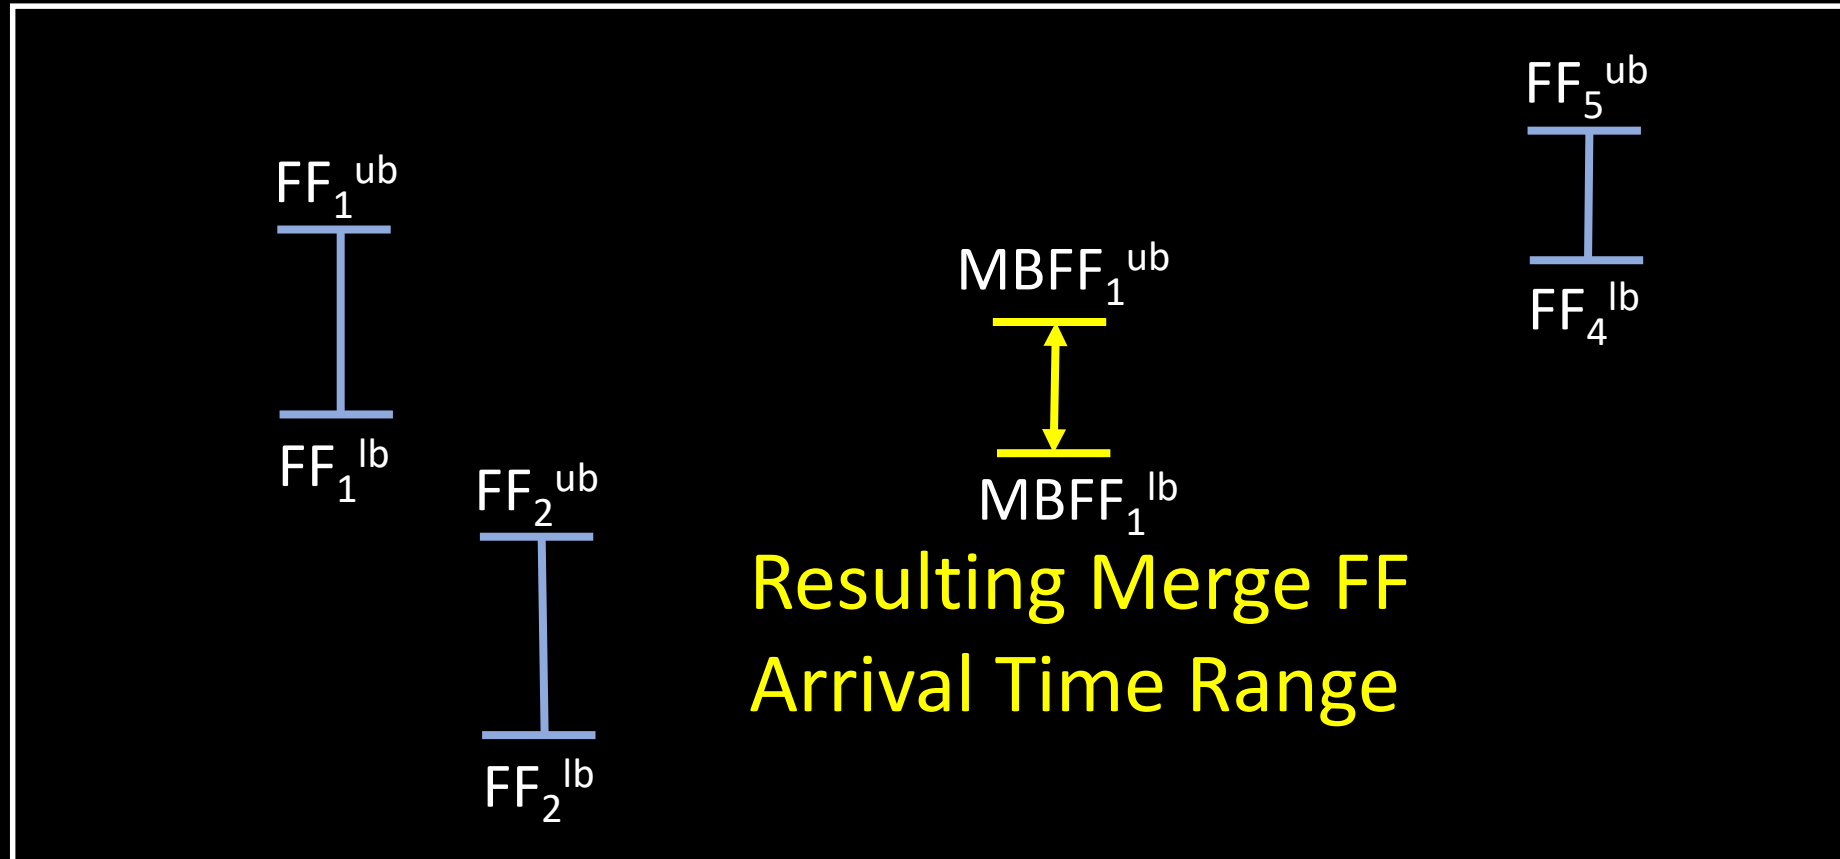 FF₅ᵘᵇ
FF₁ᵘᵇ
MBFF₁ᵘᵇ
FF₄ˡᵇ
FF₁ˡᵇ
FF₂ᵘᵇ
MBFF₁ˡᵇ
Resulting Merge FF
Arrival Time Range
FF₂ˡᵇ